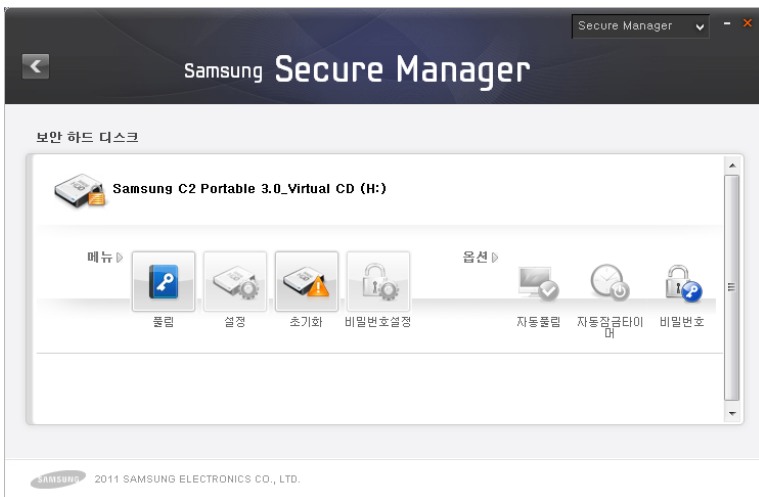 Secure Manager
Samsung Secure Manager
보안 하드 디스크
Samsung C2 Portable 3.0_Virtual CD (H:)
메뉴
옵션
풀림
설정
초기화
비밀번호설정
자동풀림
자동잠금타이
머
비밀번호
SAMSUNG
2011 SAMSUNG ELECTRONICS CO., LTD.